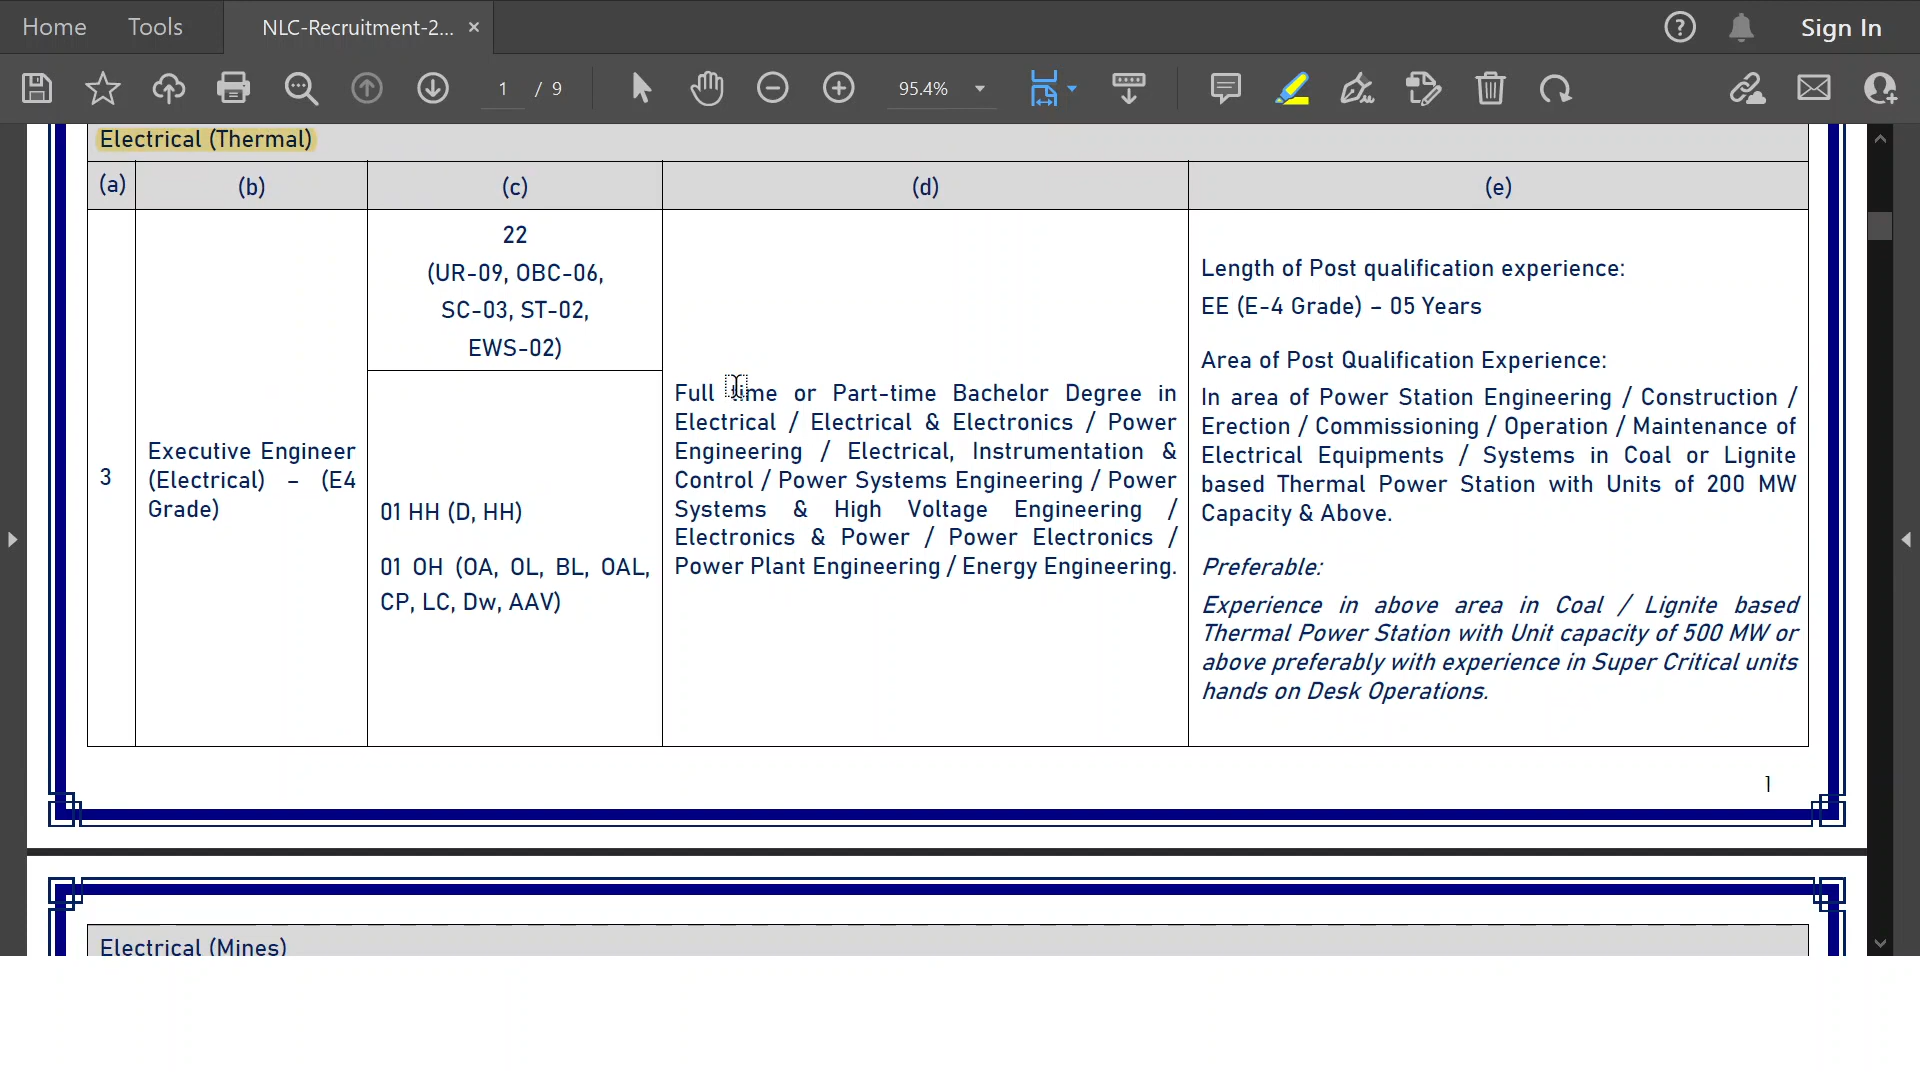 Home Tools NLC-Recruitment-2... × Sign In
1 / 9 95.4%
Electrical (Thermal)
(a) (b) (c) (d) (e)
22
(UR-09, OBC-06,
SC-03, ST-02,
EWS-02)
3
Executive Engineer
(Electrical) – (E4
Grade)
01 HH (D, HH)
01 OH (OA, OL, BL, OAL,
CP, LC, Dw, AAV)
Full time or Part-time Bachelor Degree in
Electrical / Electrical & Electronics / Power
Engineering / Electrical, Instrumentation &
Control / Power Systems Engineering / Power
Systems & High Voltage Engineering /
Electronics & Power / Power Electronics /
Power Plant Engineering / Energy Engineering.
Length of Post qualification experience:
EE (E-4 Grade) – 05 Years
Area of Post Qualification Experience:
In area of Power Station Engineering / Construction /
Erection / Commissioning / Operation / Maintenance of
Electrical Equipments / Systems in Coal or Lignite
based Thermal Power Station with Units of 200 MW
Capacity & Above.
Preferable:
Experience in above area in Coal / Lignite based
Thermal Power Station with Unit capacity of 500 MW or
above preferably with experience in Super Critical units
hands on Desk Operations.
1
Electrical (Mines)